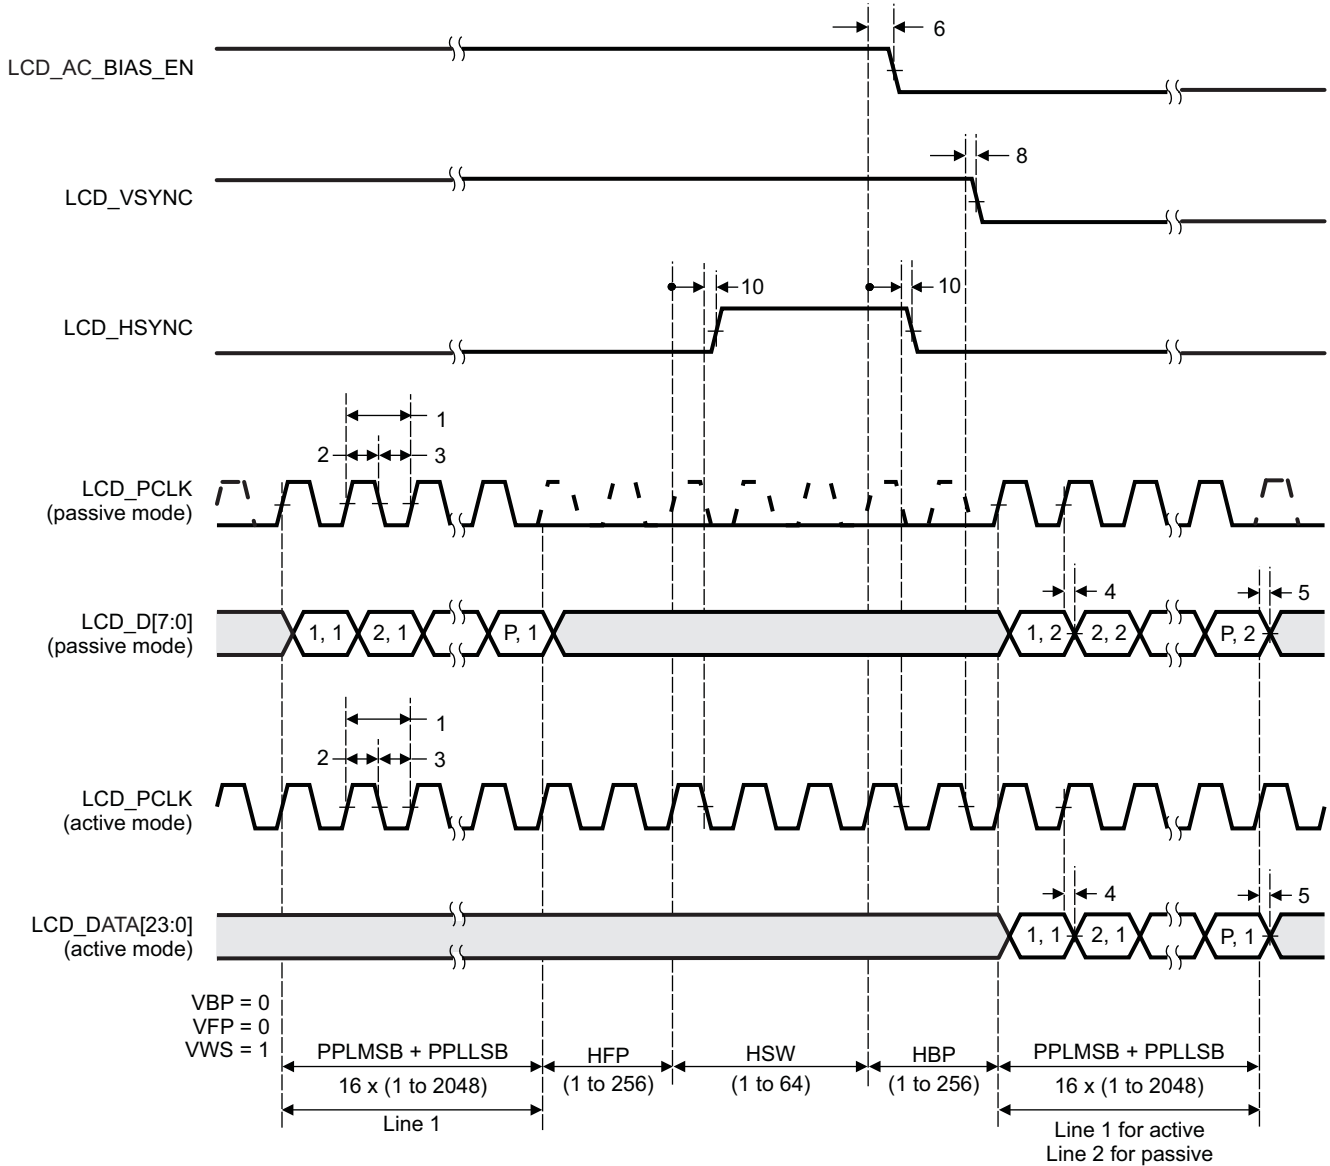 6
LCD_AC_BIAS_EN
8
LCD_VSYNC
10 10
LCD_HSYNC
1
2 3
LCD_PCLK
(passive mode)
4 5
LCD_D[7:0]
(passive mode)
1, 1 2, 1 P, 1 1, 2 2, 2 P, 2
1
2 3
LCD_PCLK
(active mode)
4 5
LCD_DATA[23:0]
(active mode)
1, 1 2, 1 P, 1
VBP = 0
VFP = 0
VWS = 1
PPLMSB + PPLLSB HFP HSW HBP PPLMSB + PPLLSB
16 x (1 to 2048) (1 to 256) (1 to 64) (1 to 256) 16 x (1 to 2048)
Line 1
Line 1 for active
Line 2 for passive